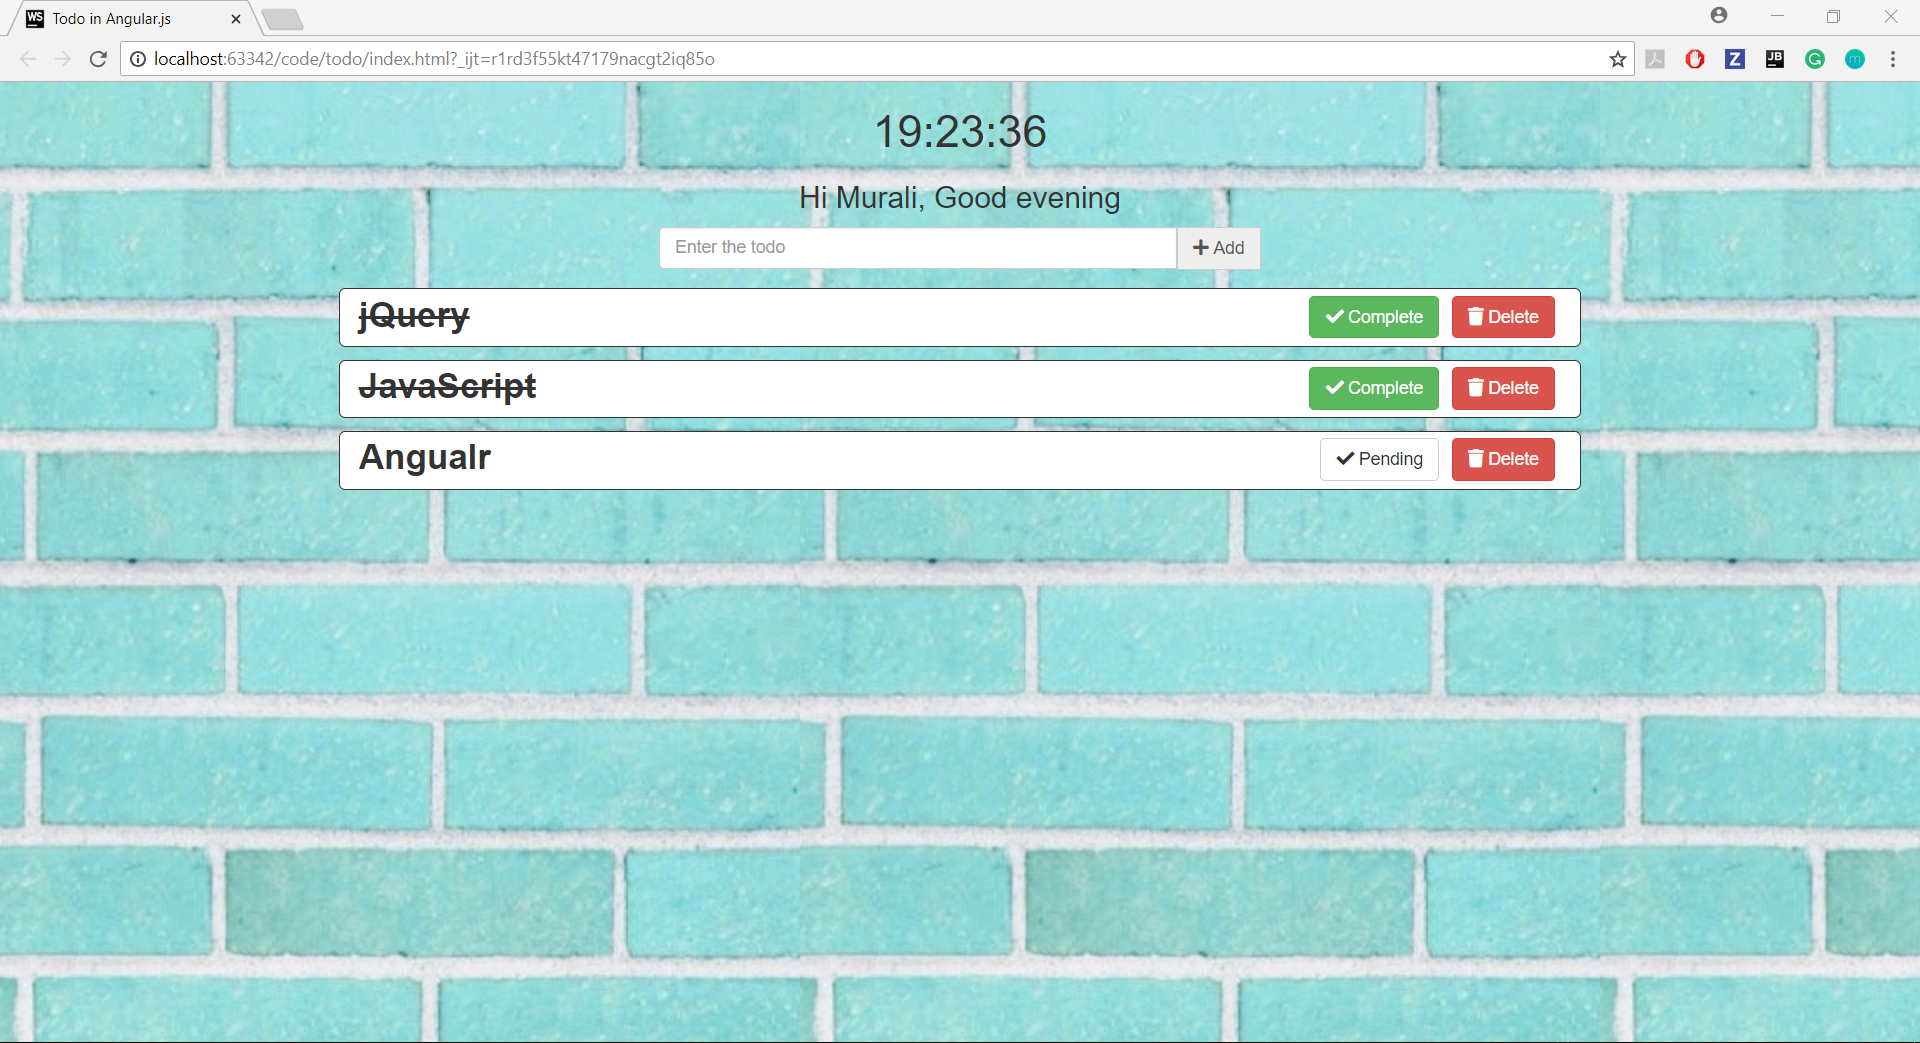 WS Todo in Angular.js
localhost:63342/code/todo/index.html?_ijt=r1rd3f55kt47179nacgt2iq85o
Z JB G m
19:23:36
Hi Murali, Good evening
Enter the todo Add
jQuery Complete Delete
JavaScript Complete Delete
Angualr Pending Delete